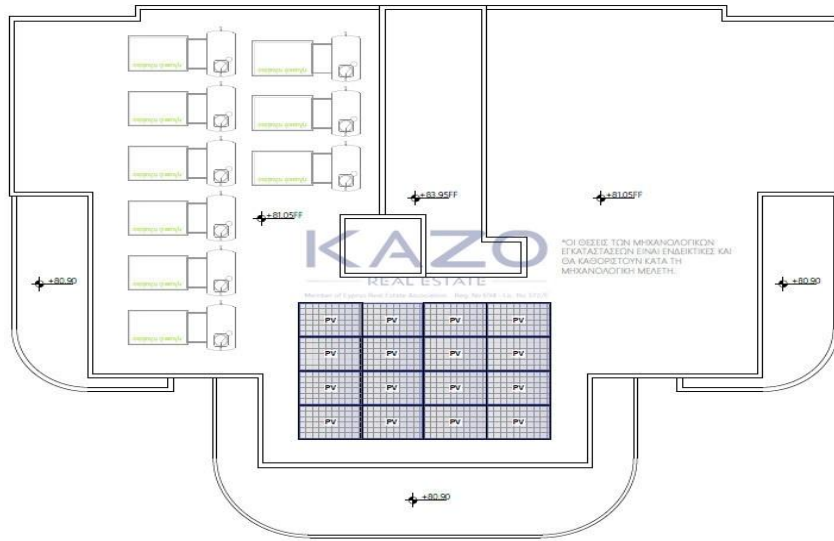 +83.95FF
+81.05FF
+81.05FF
KAZO
REAL ESTATE
*ΟΙ ΘΕΣΕΙΣ ΤΩΝ ΜΗΧΑΝΟΛΟΓΙΚΩΝ
ΕΓΚΑΤΑΣΤΑΣΕΩΝ ΕΙΝΑΙ ΕΝΔΕΙΚΤΙΚΕΣ ΚΑΙ
ΘΑ ΚΑΘΟΡΙΣΤΟΥΝ ΚΑΤΑ ΤΗ
ΜΗΧΑΝΟΛΟΓΙΚΗ ΜΕΛΕΤΗ.
+80.90
+80.90
PV PV PV PV
PV PV PV PV
PV PV PV PV
PV PV PV PV
+80.90